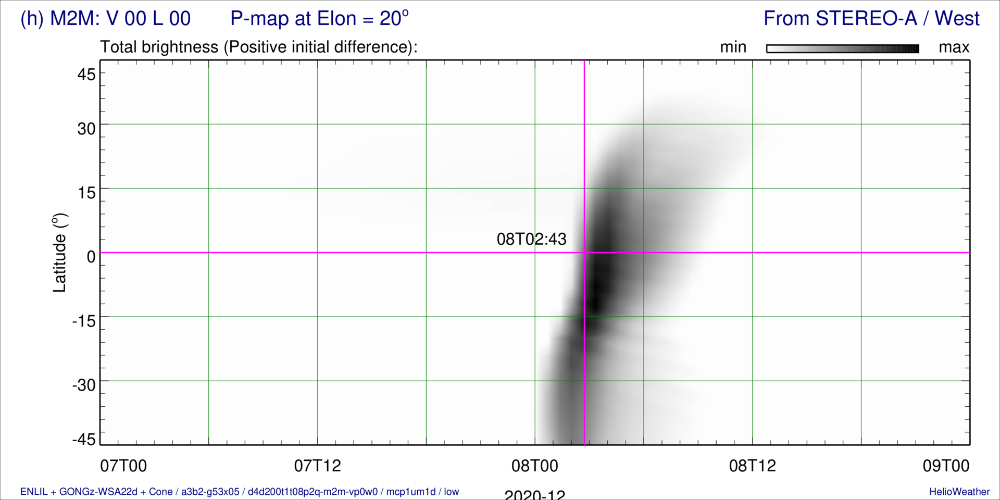 (h) M2M: V 00 L 00 P-map at Elon = 20° From STEREO-A / West
Total brightness (Positive initial difference): min max
45
30
15
0
-15
-30
-45
Latitude (°)
08T02:43
07T00 07T12 08T00 08T12 09T00
2020-12
ENLIL + GONGz-WSA22d + Cone / a3b2-g53x05 / d4d200t1t08p2q-m2m-vp0w0 / mcp1um1d / low
HelioWeather